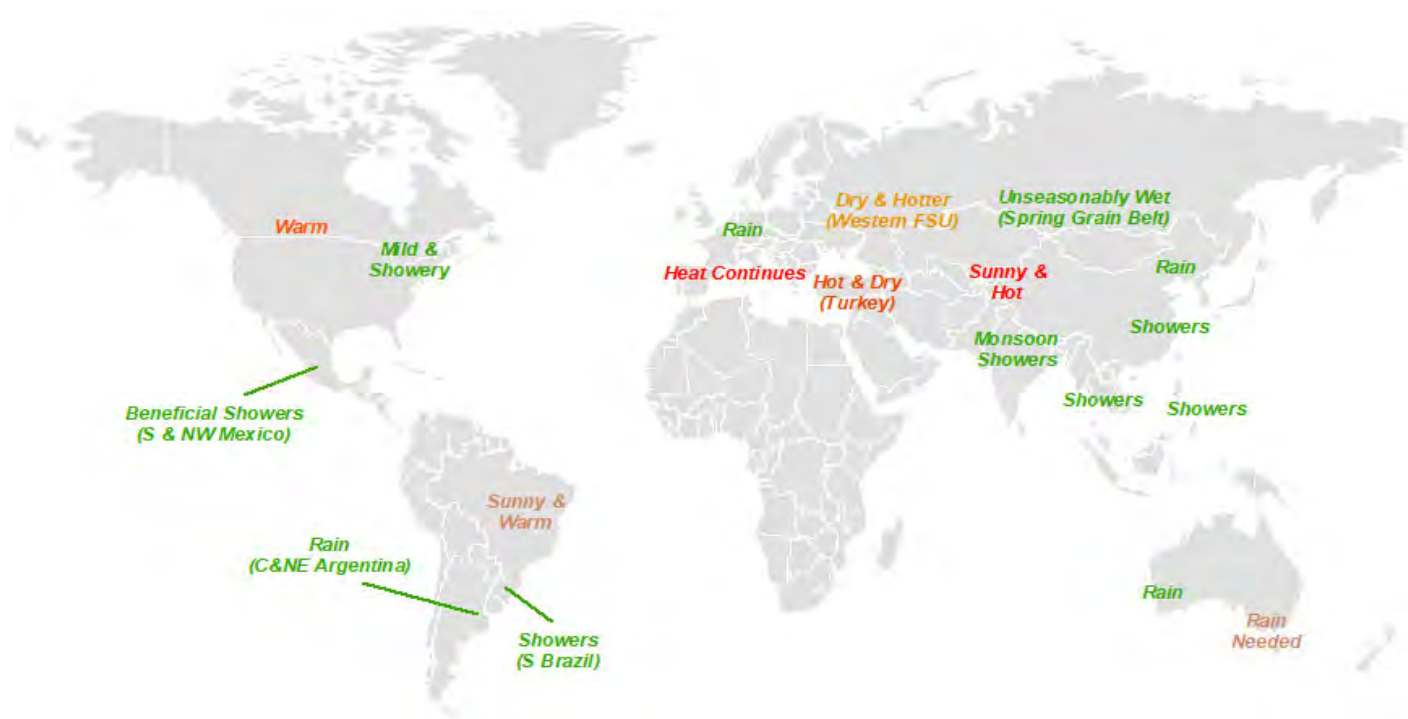 Dry & Hotter
(Western FSU)
Unseasonably Wet
(Spring Grain Belt)
Warm
Rain
Mild &
Showery
Heat Continues
Hot & Dry
(Turkey)
Sunny &
Hot
Rain
Showers
Monsoon
Showers
Showers
Showers
Beneficial Showers
(S & NW Mexico)
Sunny &
Warm
Rain
(C&NE Argentina)
Showers
(S Brazil)
Rain
Rain
Needed